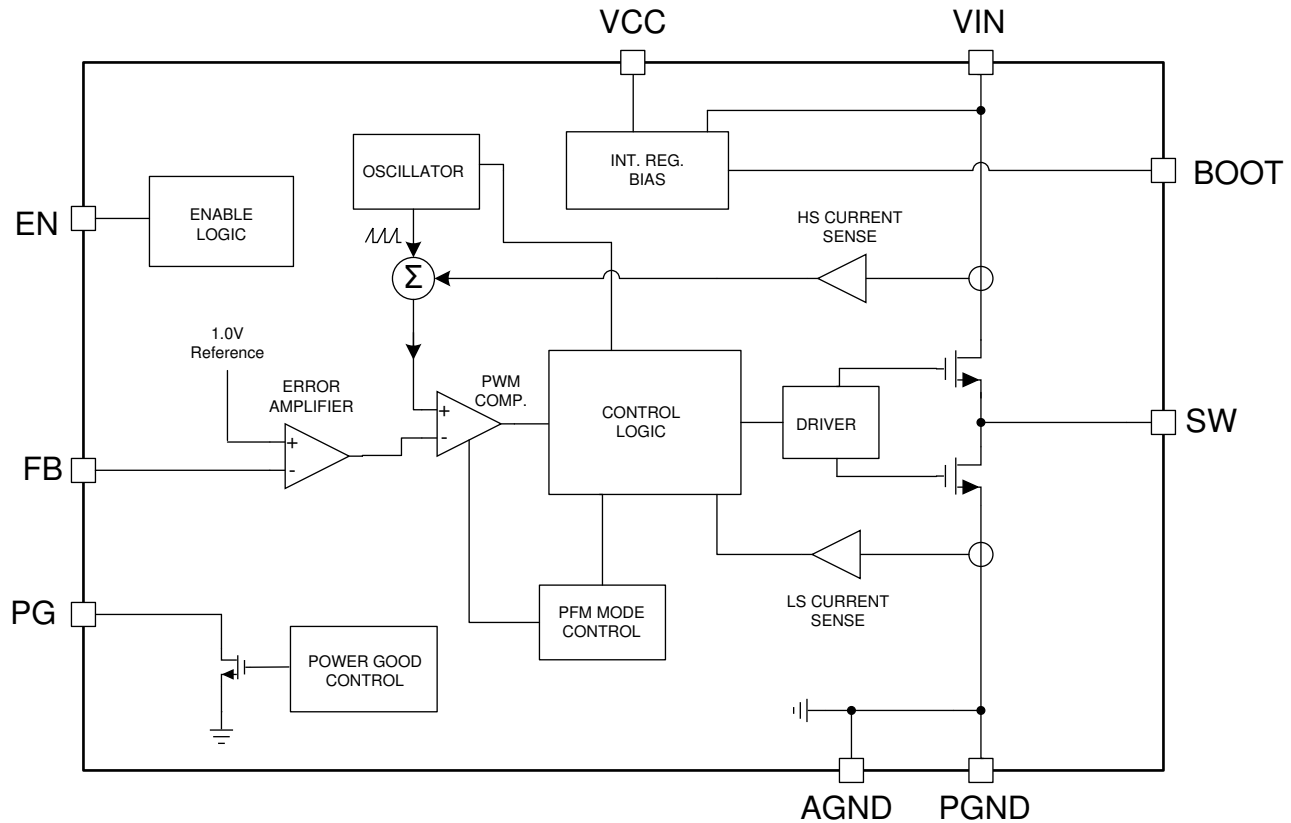 VCC
VIN
OSCILLATOR
INT. REG.
BIAS
BOOT
EN
ENABLE
LOGIC
HS CURRENT
SENSE
Σ
1.0V
Reference
ERROR
AMPLIFIER
PWM
COMP.
+
-
+
-
CONTROL
LOGIC
DRIVER
SW
FB
PG
PFM MODE
CONTROL
LS CURRENT
SENSE
POWER GOOD
CONTROL
AGND
PGND